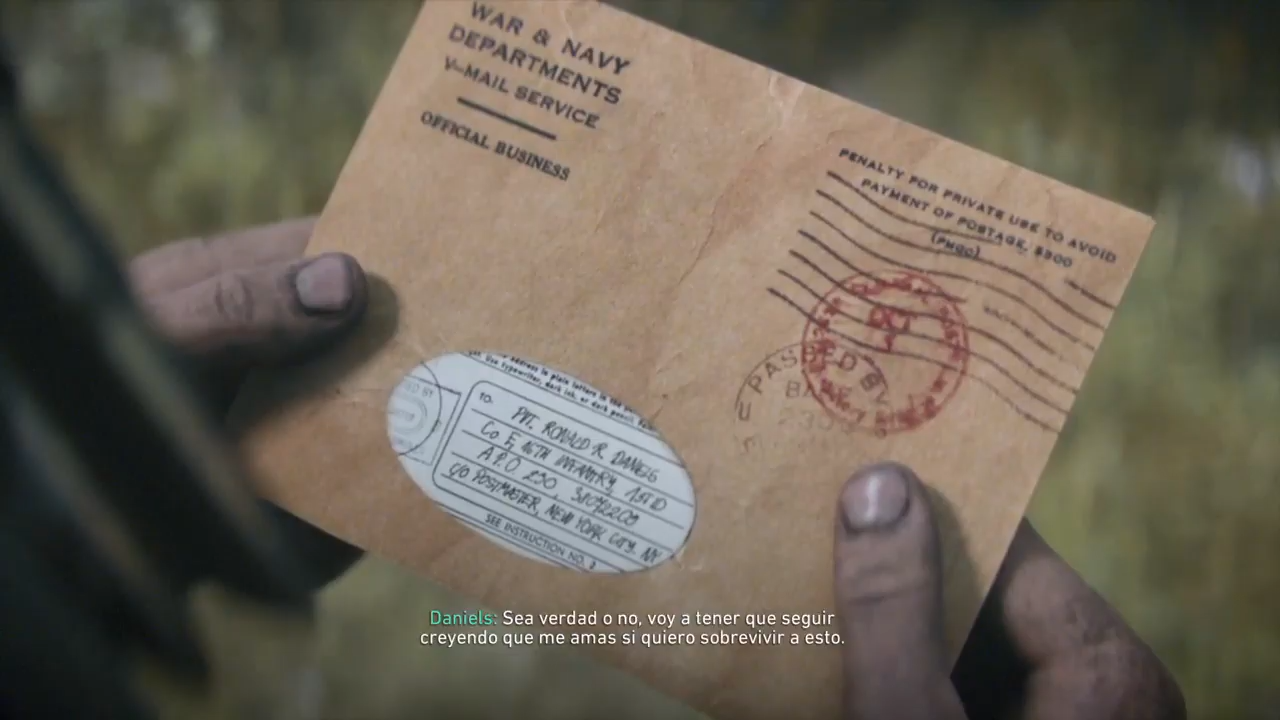 WAR & NAVY
DEPARTMENTS
V-MAIL SERVICE
OFFICIAL BUSINESS
PENALTY FOR PRIVATE USE TO AVOID
PAYMENT OF POSTAGE, $300
(PMGC)
PASSED BY
TO:
PVT. RONALD R. DANIELS
Co E, 16TH INFANTRY, 1ST ID
A.P.O 230, 38092209
c/o POSTMASTER, NEW YORK CITY, NY
SEE INSTRUCTION NO. 2
Daniels: Sea verdad o no, voy a tener que seguir
creyendo que me amas si quiero sobrevivir a esto.